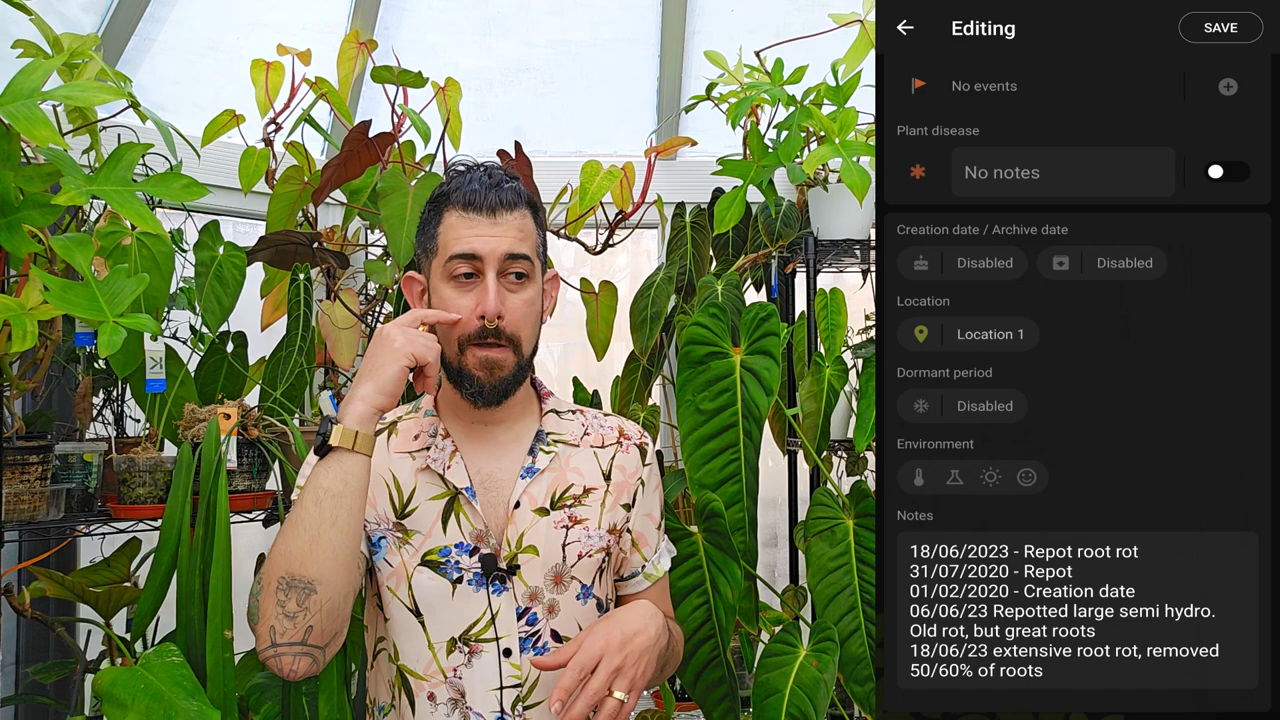 Editing
SAVE
No events
Plant disease
No notes
Creation date / Archive date
Disabled
Disabled
Location
Location 1
Dormant period
Disabled
Environment
Notes
18/06/2023 - Repot root rot
31/07/2020 - Repot
01/02/2020 - Creation date
06/06/23 Repotted large semi hydro.
Old rot, but great roots
18/06/23 extensive root rot, removed
50/60% of roots